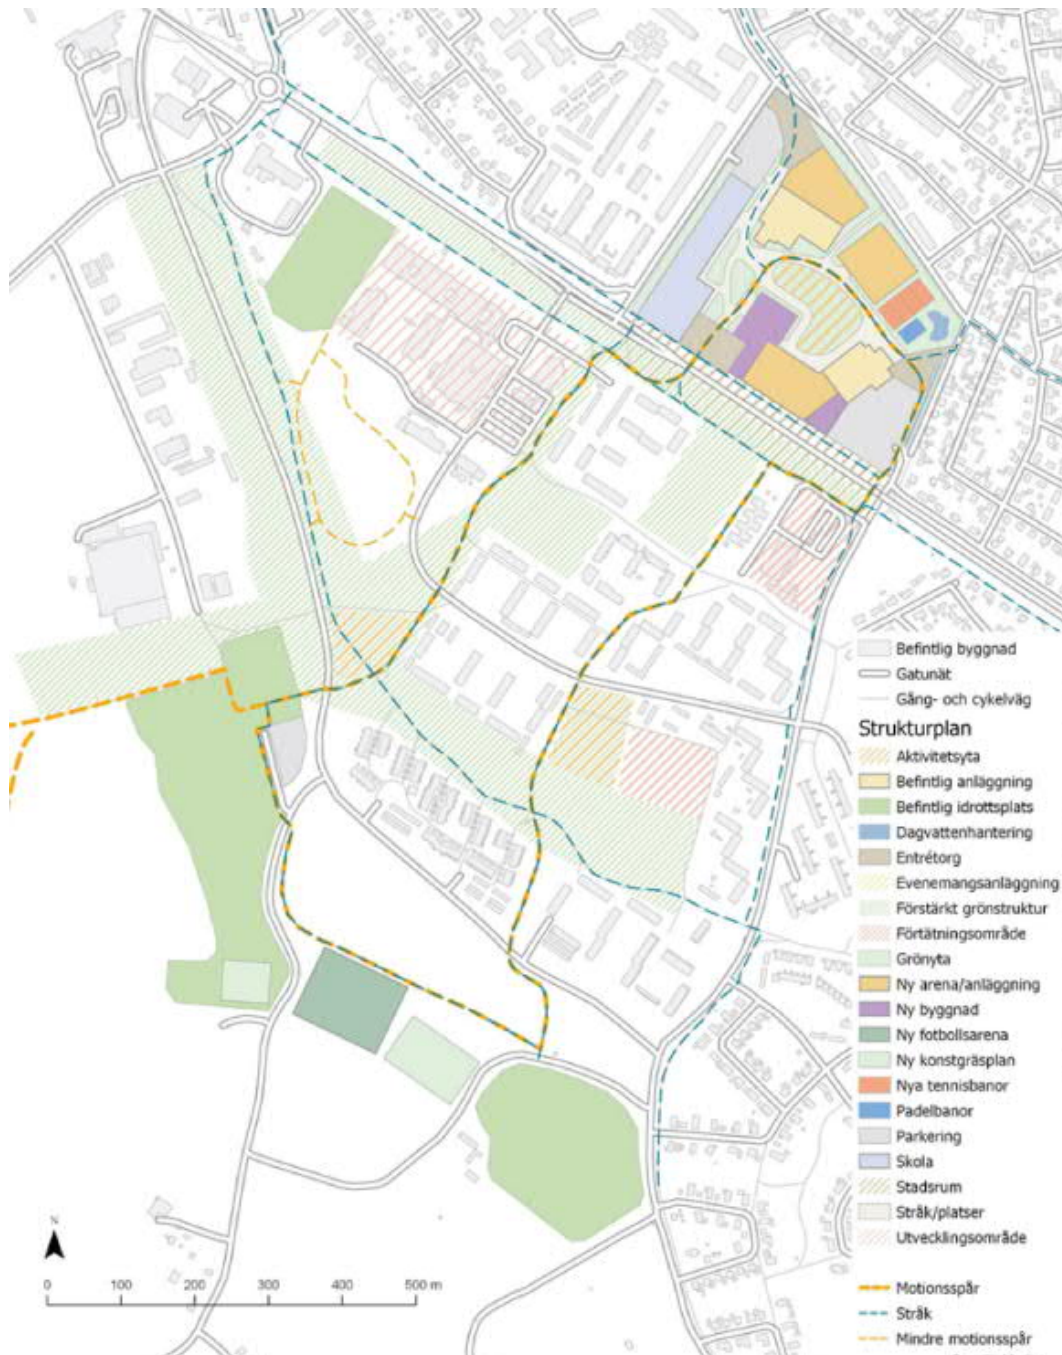 Befintlig byggnad
Gatunät
Gång- och cykelväg
Strukturplan
Aktivitetsyta
Befintlig anläggning
Befintlig idrottsplats
Dagvattenhantering
Entrétorg
Evenemangsanläggning
Förstärkt grönstruktur
Förtätningsområde
Grönyta
Ny arena/anläggning
Ny byggnad
Ny fotbollsarena
Ny konstgräsplan
Nya tennisbanor
Padelbanor
Parkering
Skola
Stadsrum
Stråk/platser
Utvecklingsområde
Motionsspår
Stråk
Mindre motionsspår
N
0 100 200 300 400 500 m